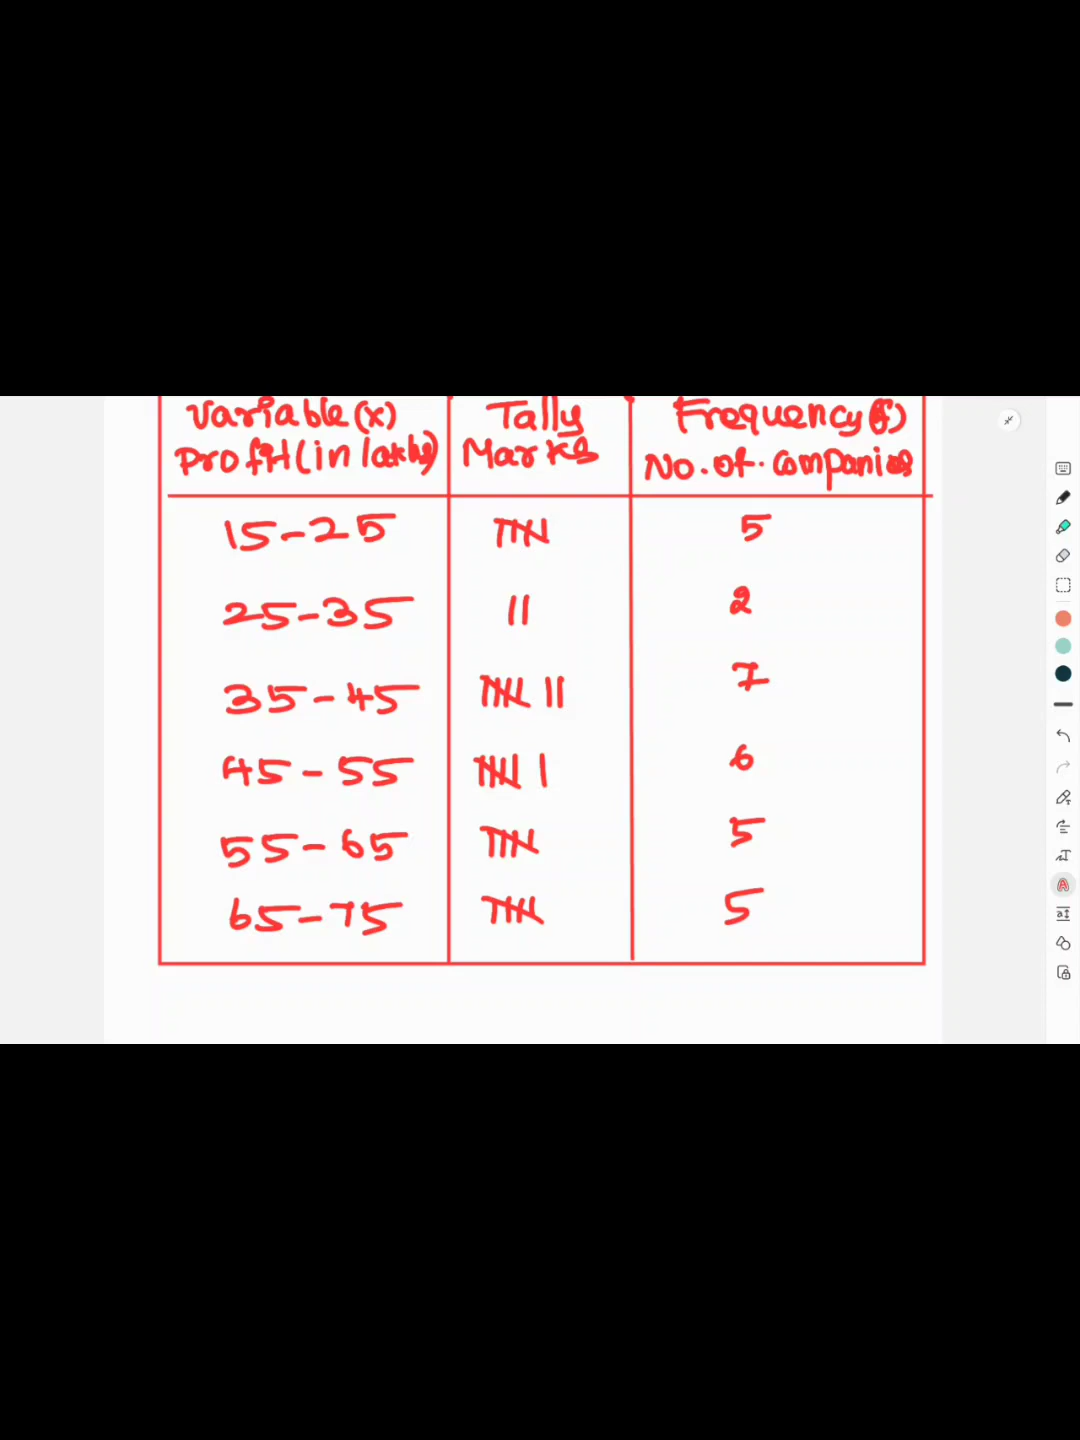 Variable(x) Tally Frequency(f)
Profit(in lakhs) Marks No. of. companies
15-25 5
25-35 || 2
35-45 || 7
45-55 | 6
55-65 5
65-75 5